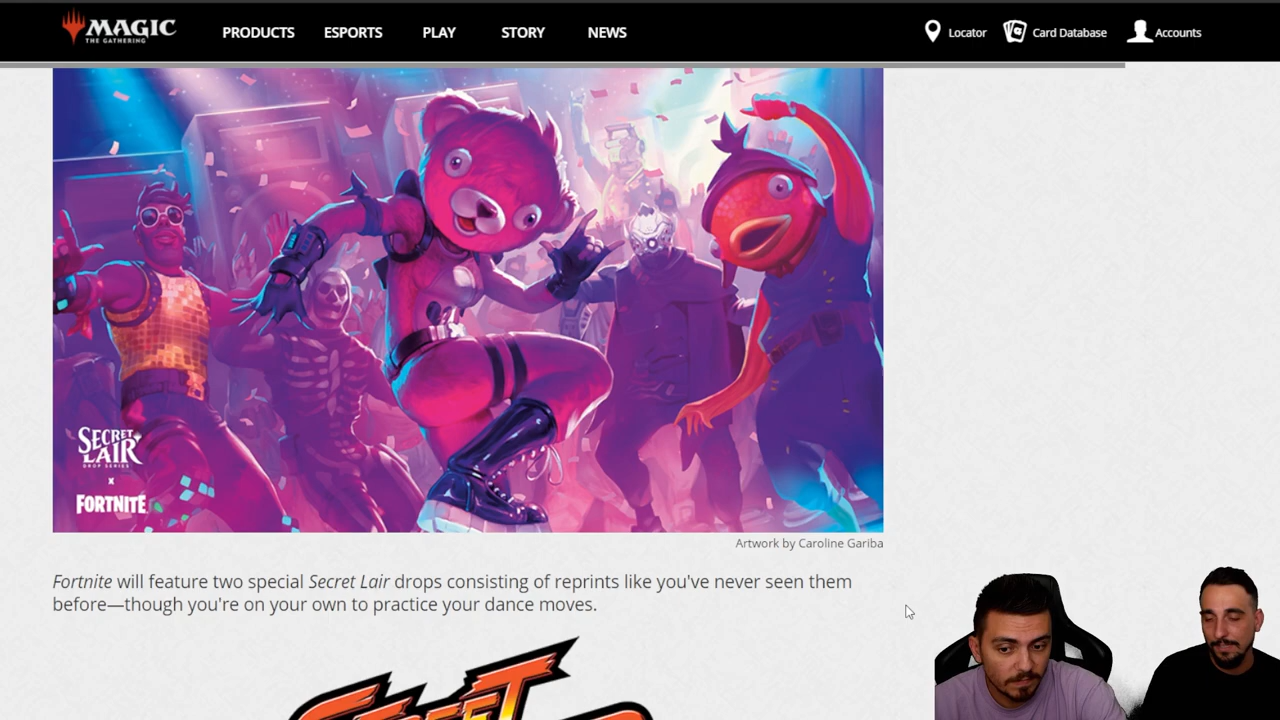 MAGIC
THE GATHERING
PRODUCTS ESPORTS PLAY STORY NEWS
Locator Card Database Accounts
SECRET
LAIR
DROP SERIES
x
FORTNITE
Artwork by Caroline Gariba
Fortnite will feature two special Secret Lair drops consisting of reprints like you've never seen them
before—though you're on your own to practice your dance moves.
STREET